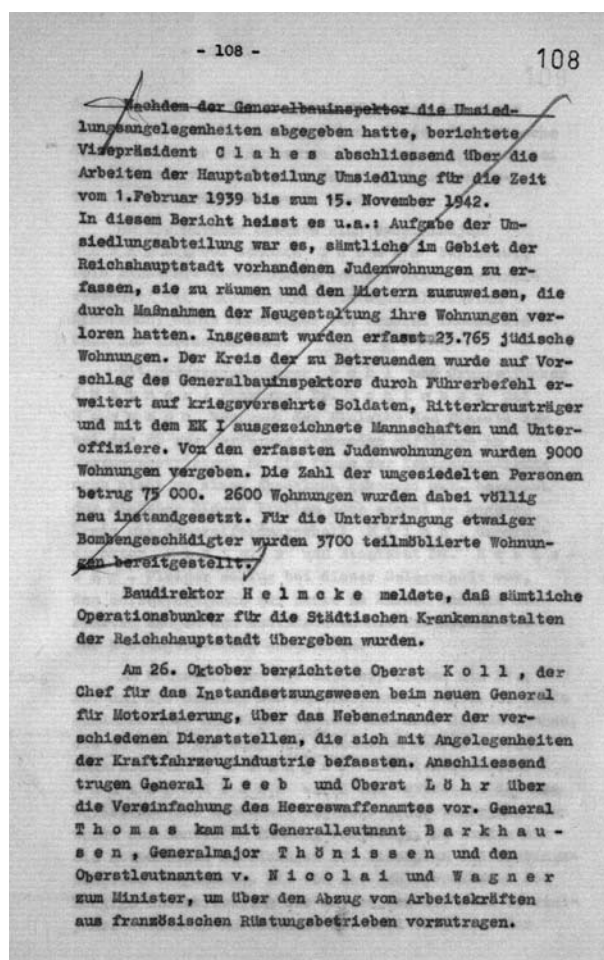 - 108 -
108
Nachdem der Generalbauinspektor die Umsied-
lungsangelegenheiten abgegeben hatte, berichtete
Vizepräsident C l a h e s abschliessend über die
Arbeiten der Hauptabteilung Umsiedlung für die Zeit
vom 1.Februar 1939 bis zum 15. November 1942.
In diesem Bericht heisst es u.a.: Aufgabe der Um-
siedlungsabteilung war es, sämtliche im Gebiet der
Reichshauptstadt vorhandenen Judenwohnungen zu er-
fassen, sie zu räumen und den Mietern zuzuweisen, die
durch Maßnahmen der Neugestaltung ihre Wohnungen ver-
loren hatten. Insgesamt wurden erfasst 23.765 jüdische
Wohnungen. Der Kreis der zu Betreuenden wurde auf Vor-
schlag des Generalbauinspektors durch Führerbefehl er-
weitert auf kriegsversehrte Soldaten, Ritterkreuzträger
und mit dem EK I ausgezeichnete Mannschaften und Unter-
offiziere. Von den erfassten Judenwohnungen wurden 9000
Wohnungen vergeben. Die Zahl der umgesiedelten Personen
betrug 75 000. 2600 Wohnungen wurden dabei völlig
neu instandgesetzt. Für die Unterbringung etwaiger
Bombengeschädigter wurden 3700 teilmöblierte Wohnun-
gen bereitgestellt.
Baudirektor H e l m c k e meldete, daß sämtliche
Operationsbunker für die Städtischen Krankenanstalten
der Reichshauptstadt übergeben wurden.
Am 26. Oktober bereichtete Oberst K o l l , der
Chef für das Instandsetzungswesen beim neuen General
für Motorisierung, über das Nebeneinander der ver-
schiedenen Dienststellen, die sich mit Angelegenheiten
der Kraftfahrzeugindustrie befassten. Anschliessend
trugen General L e e b und Oberst L ö h r über
die Vereinfachung des Heereswaffenamtes vor. General
T h o m a s kam mit Generalleutnant B a r k h a u -
s e n , Generalmajor T h ö n i s s e n und den
Oberstleutnanten v. N i c o l a i und W a g n e r
zum Minister, um über den Abzug von Arbeitskräften
aus französischen Rüstungsbetrieben vorzutragen.